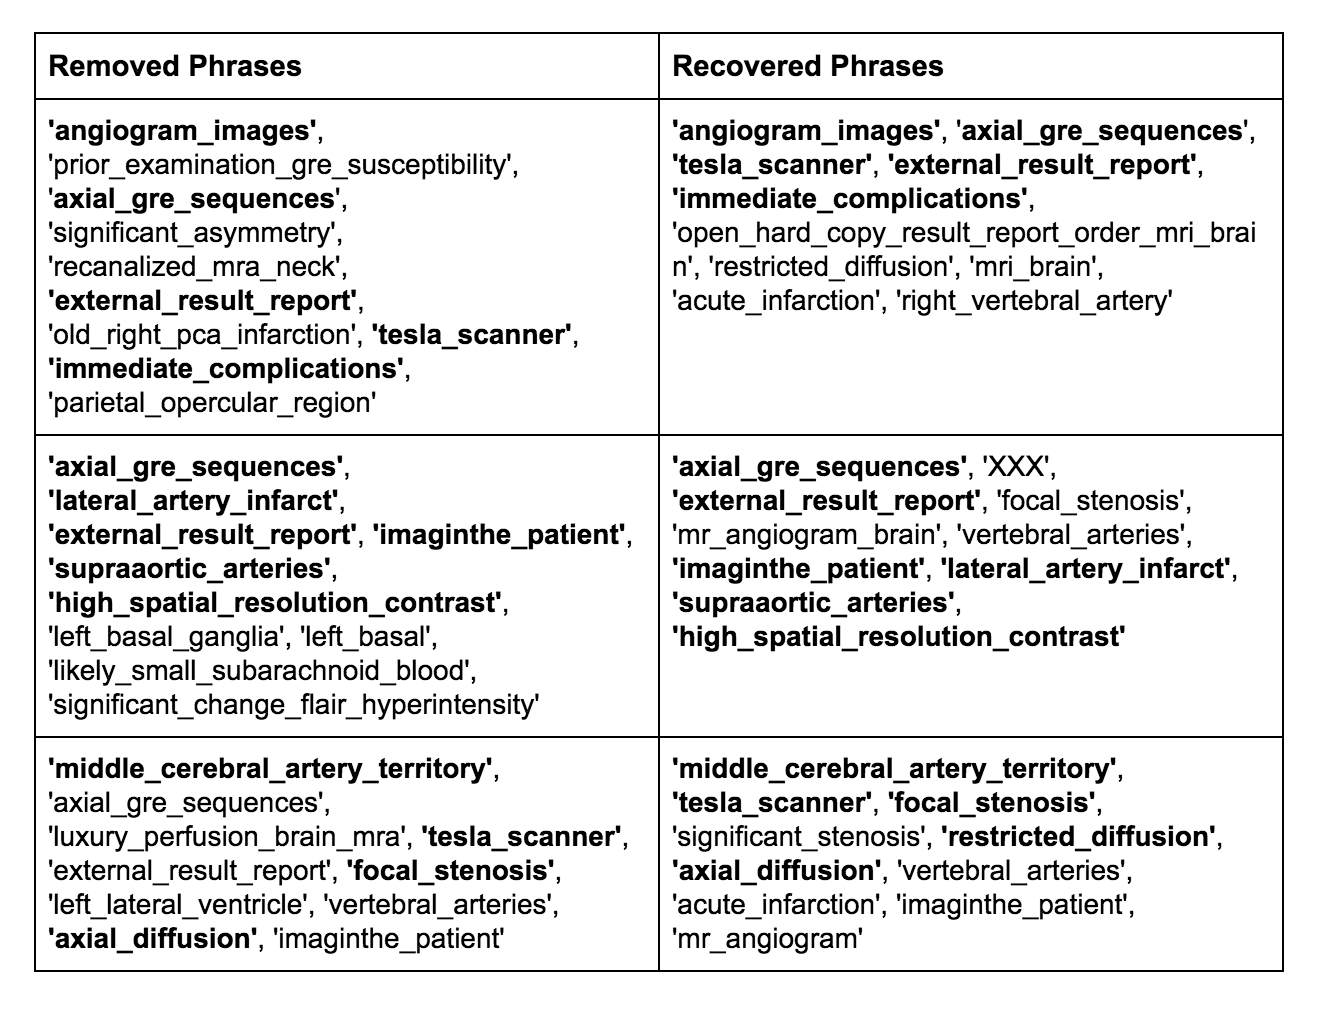 Removed Phrases
Recovered Phrases
'angiogram_images',
'prior_examination_gre_susceptibility',
'axial_gre_sequences',
'significant_asymmetry',
'recanalized_mra_neck',
'external_result_report',
'old_right_pca_infarction', 'tesla_scanner',
'immediate_complications',
'parietal_opercular_region'
'angiogram_images', 'axial_gre_sequences',
'tesla_scanner', 'external_result_report',
'immediate_complications',
'open_hard_copy_result_report_order_mri_brai
n', 'restricted_diffusion', 'mri_brain',
'acute_infarction', 'right_vertebral_artery'
'axial_gre_sequences',
'lateral_artery_infarct',
'external_result_report', 'imaginthe_patient',
'supraaortic_arteries',
'high_spatial_resolution_contrast',
'left_basal_ganglia', 'left_basal',
'likely_small_subarachnoid_blood',
'significant_change_flair_hyperintensity'
'axial_gre_sequences', 'XXX',
'external_result_report', 'focal_stenosis',
'mr_angiogram_brain', 'vertebral_arteries',
'imaginthe_patient', 'lateral_artery_infarct',
'supraaortic_arteries',
'high_spatial_resolution_contrast'
'middle_cerebral_artery_territory',
'axial_gre_sequences',
'luxury_perfusion_brain_mra', 'tesla_scanner',
'external_result_report', 'focal_stenosis',
'left_lateral_ventricle', 'vertebral_arteries',
'axial_diffusion', 'imaginthe_patient'
'middle_cerebral_artery_territory',
'tesla_scanner', 'focal_stenosis',
'significant_stenosis', 'restricted_diffusion',
'axial_diffusion', 'vertebral_arteries',
'acute_infarction', 'imaginthe_patient',
'mr_angiogram'